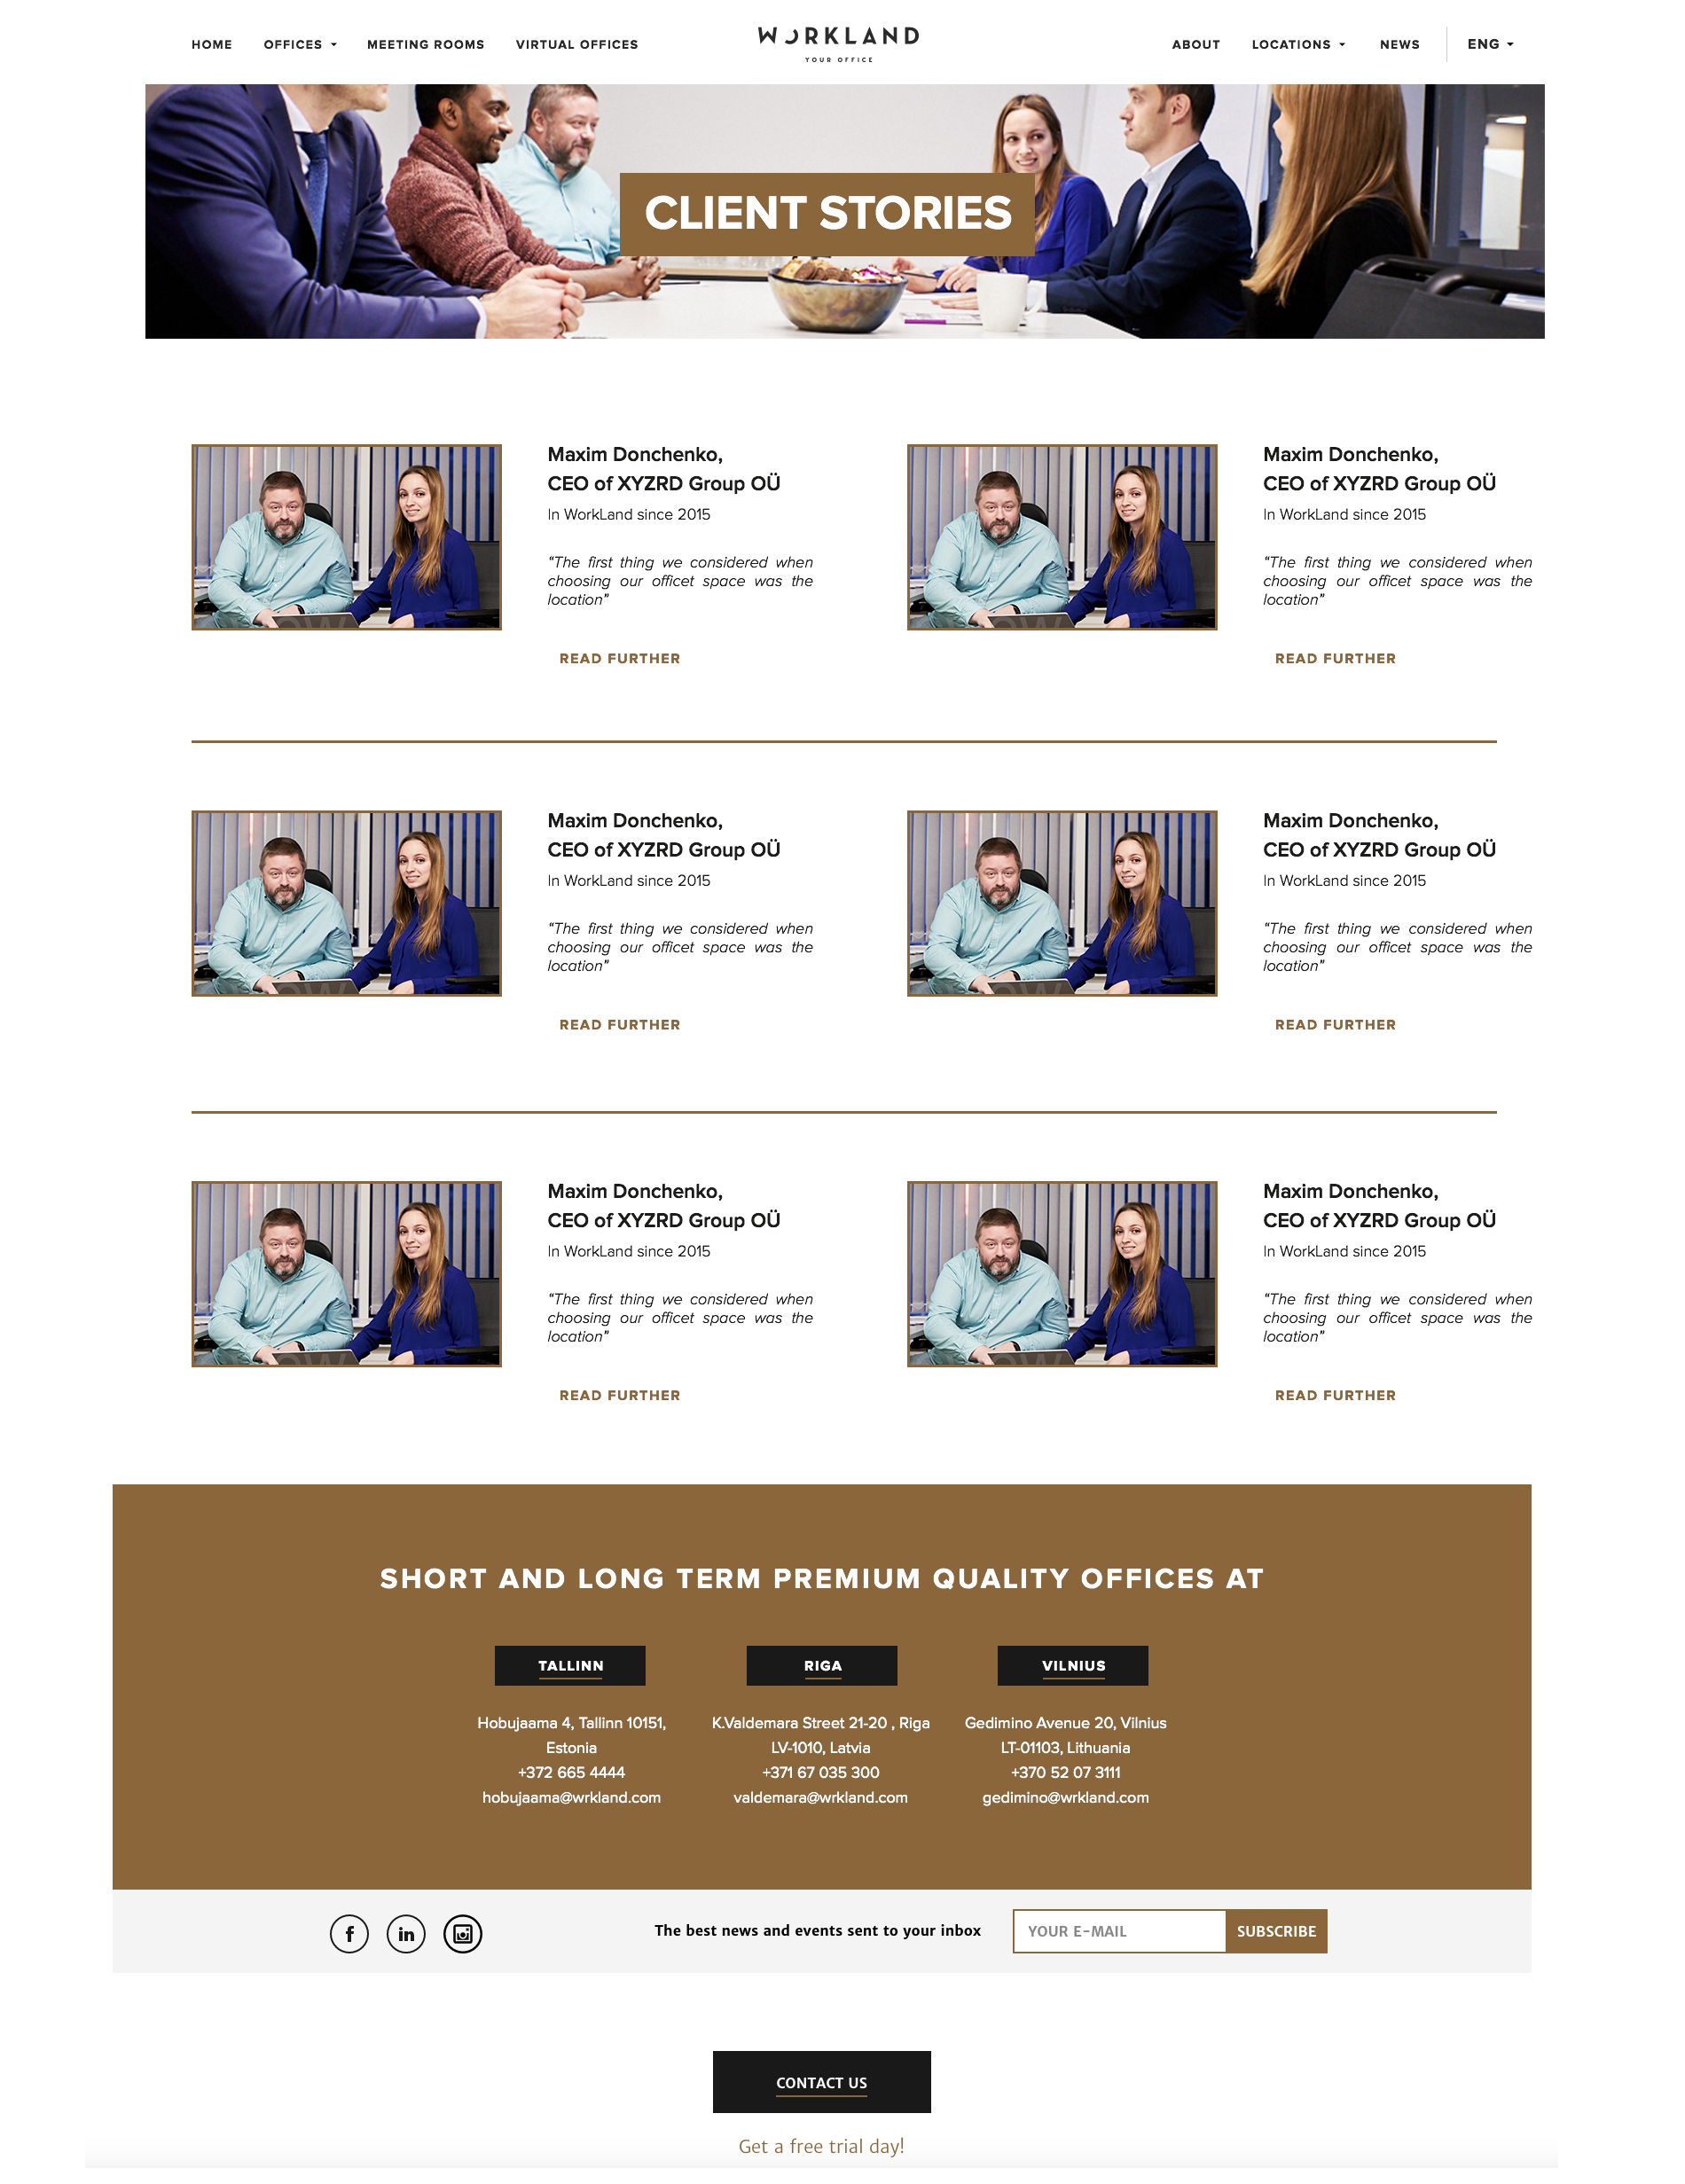 HOME OFFICES MEETING ROOMS VIRTUAL OFFICES WORKLAND ABOUT LOCATIONS NEWS ENG
YOUR OFFICE
CLIENT STORIES
Maxim Donchenko,
CEO of XYZRD Group OÜ
In WorkLand since 2015
“The first thing we considered when
choosing our officet space was the
location”
READ FURTHER
Maxim Donchenko,
CEO of XYZRD Group OÜ
In WorkLand since 2015
“The first thing we considered when
choosing our officet space was the
location”
READ FURTHER
Maxim Donchenko,
CEO of XYZRD Group OÜ
In WorkLand since 2015
“The first thing we considered when
choosing our officet space was the
location”
READ FURTHER
Maxim Donchenko,
CEO of XYZRD Group OÜ
In WorkLand since 2015
“The first thing we considered when
choosing our officet space was the
location”
READ FURTHER
Maxim Donchenko,
CEO of XYZRD Group OÜ
In WorkLand since 2015
“The first thing we considered when
choosing our officet space was the
location”
READ FURTHER
Maxim Donchenko,
CEO of XYZRD Group OÜ
In WorkLand since 2015
“The first thing we considered when
choosing our officet space was the
location”
READ FURTHER
SHORT AND LONG TERM PREMIUM QUALITY OFFICES AT
TALLINN
Hobujaama 4, Tallinn 10151,
Estonia
+372 665 4444
hobujaama@wrkland.com
RIGA
K.Valdemara Street 21-20 , Riga
LV-1010, Latvia
+371 67 035 300
valdemara@wrkland.com
VILNIUS
Gedimino Avenue 20, Vilnius
LT-01103, Lithuania
+370 52 07 3111
gedimino@wrkland.com
f in The best news and events sent to your inbox YOUR E-MAIL SUBSCRIBE
CONTACT US
Get a free trial day!